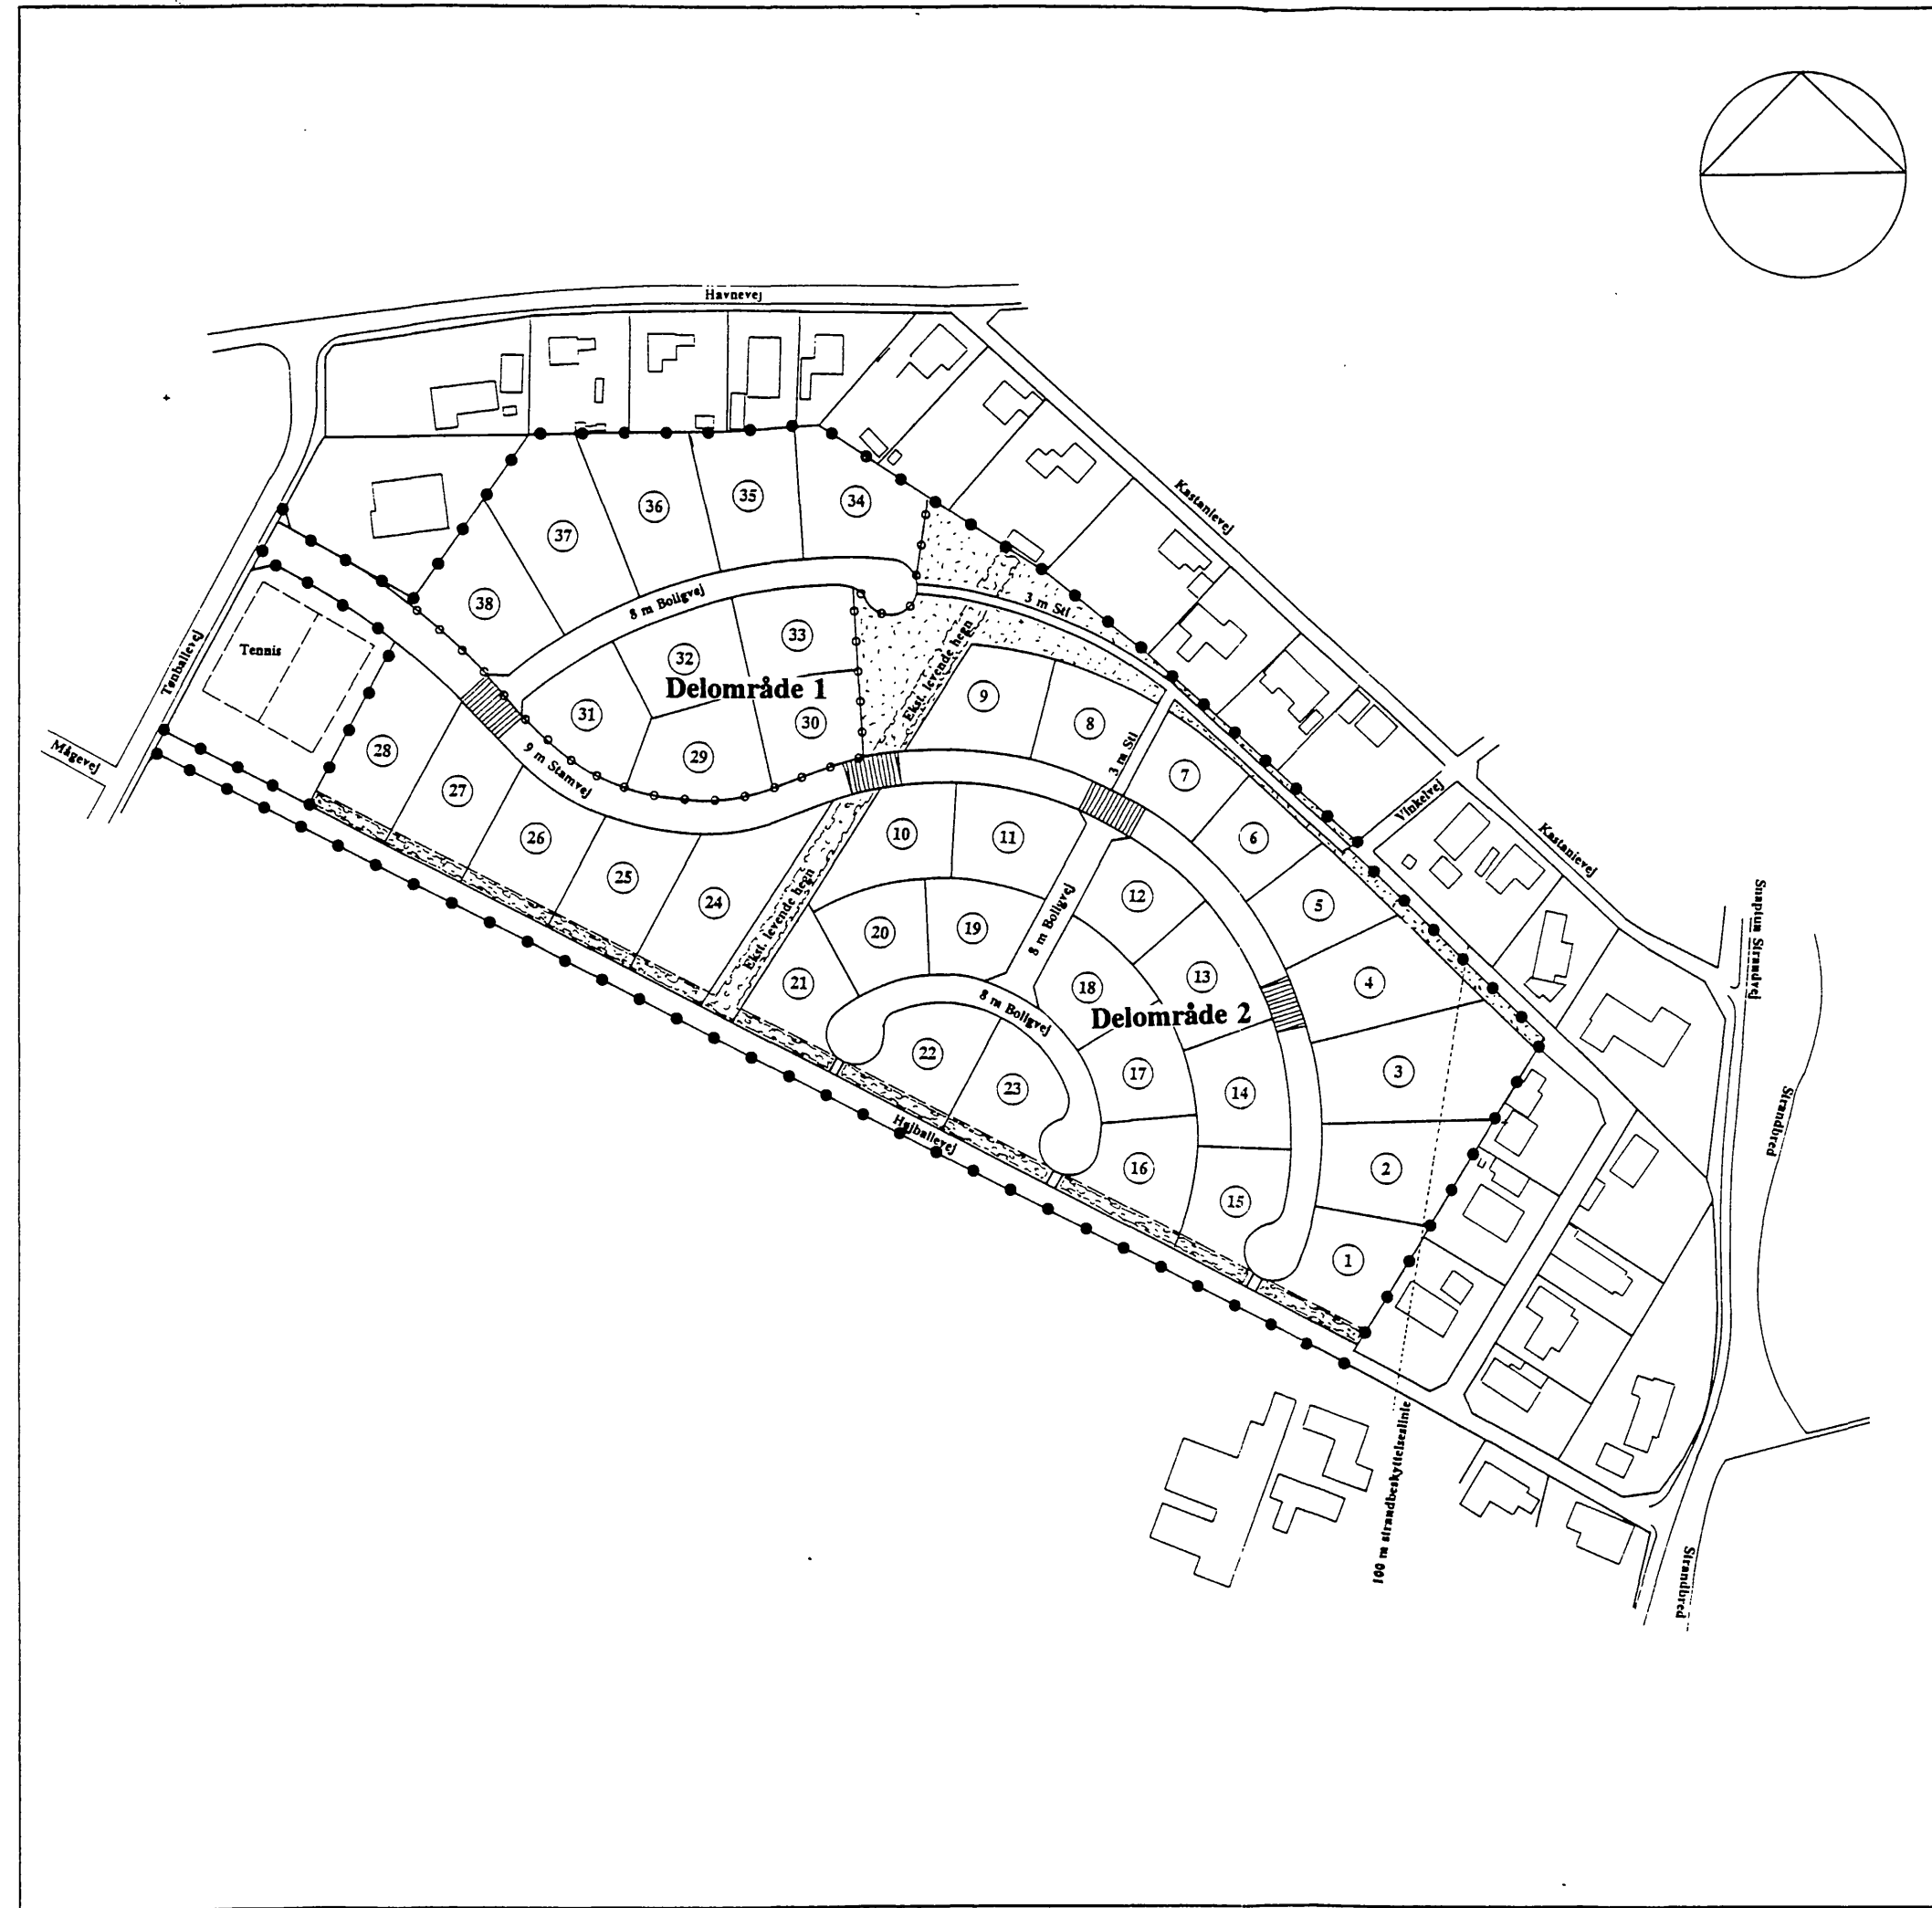 Havnevej
Kastanievej
34
35
36
37
3 m Sti
38
8 m Boligvej
33
Tennis
32
Tønballevej
Ekst. levende hegn
Delområde 1
9
31
30
8
Mågevej
28
29
3 m Sti
7
9 m Stamvej
27
Vinkelvej
10
11
6
26
Kastanievej
25
12
24
5
8 m Boligvej
20
19
Ekst. levende hegn
Snaptun Strandvej
21
13
4
18
8 m Boligvej
Delområde 2
22
17
3
23
14
Højballevej
Strandbred
16
2
15
1
100 m strandbeskyttelseslinie
Strandbred